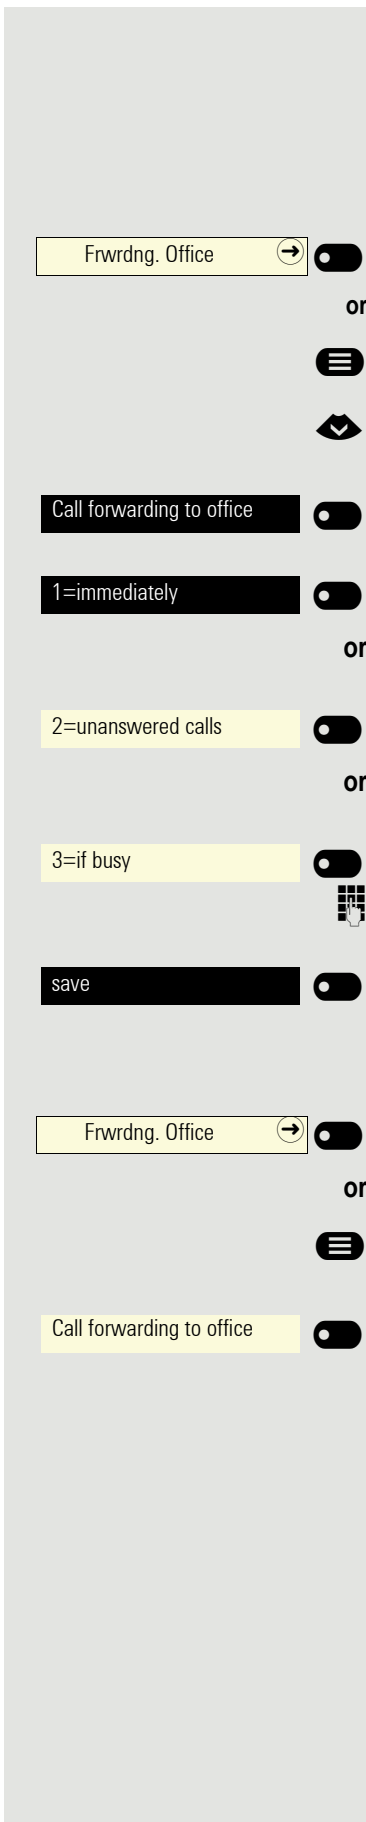 Frwrdng. Office
or
Call forwarding to office
1=immediately
or
2=unanswered calls
or
3=if busy
save
Frwrdng. Office
or
Call forwarding to office